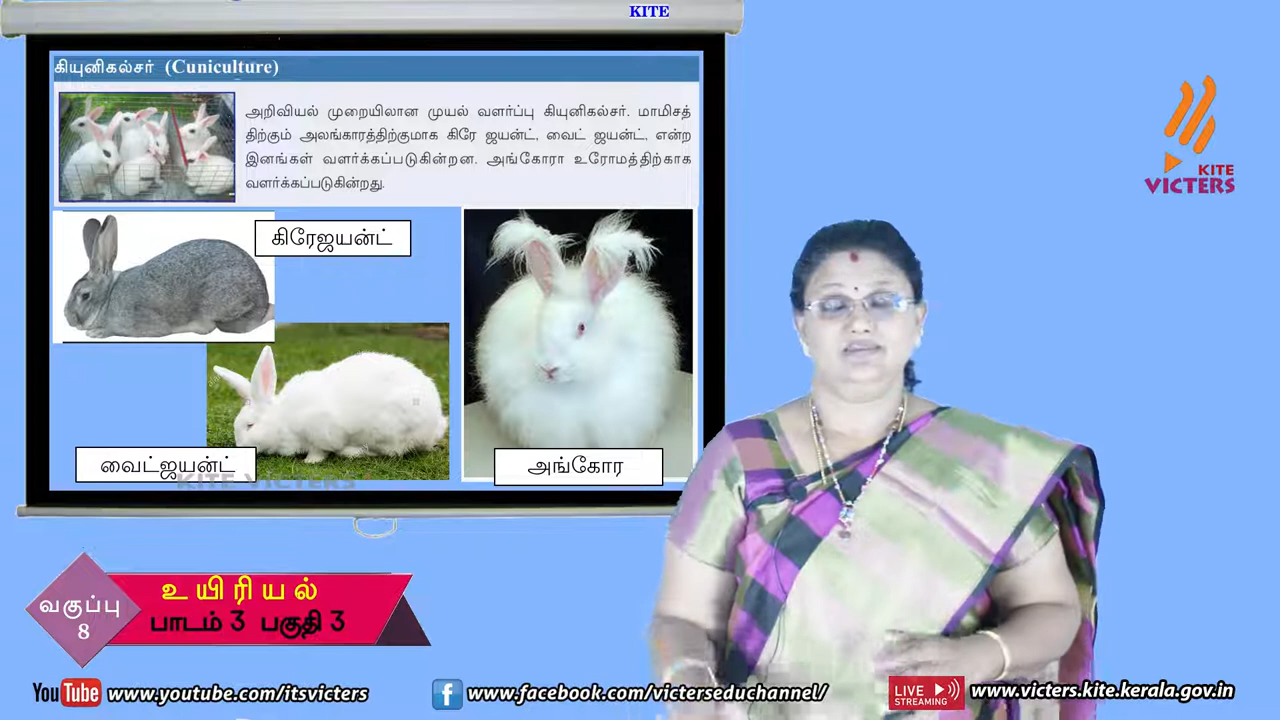 KITE
கியுனிகல்சர் (Cuniculture)
அறிவியல் முறையிலான முயல் வளர்ப்பு கியுனிகல்சர். மாமிசத்
திற்கும் அலங்காரத்திற்குமாக கிரே ஜயன்ட், வைட் ஜயன்ட், என்ற
இனங்கள் வளர்க்கப்படுகின்றன. அங்கோரா உரோமத்திற்காக
வளர்க்கப்படுகின்றது.
கிரேஜயன்ட்
வைட்ஜயன்ட்
அங்கோர
KITE VICTERS
KITE
VICTERS
வகுப்பு
8
உயிரியல்
பாடம் 3 பகுதி 3
YouTube www.youtube.com/itsvicters
f www.facebook.com/victerseduchannel/
LIVE
STREAMING
www.victers.kite.kerala.gov.in